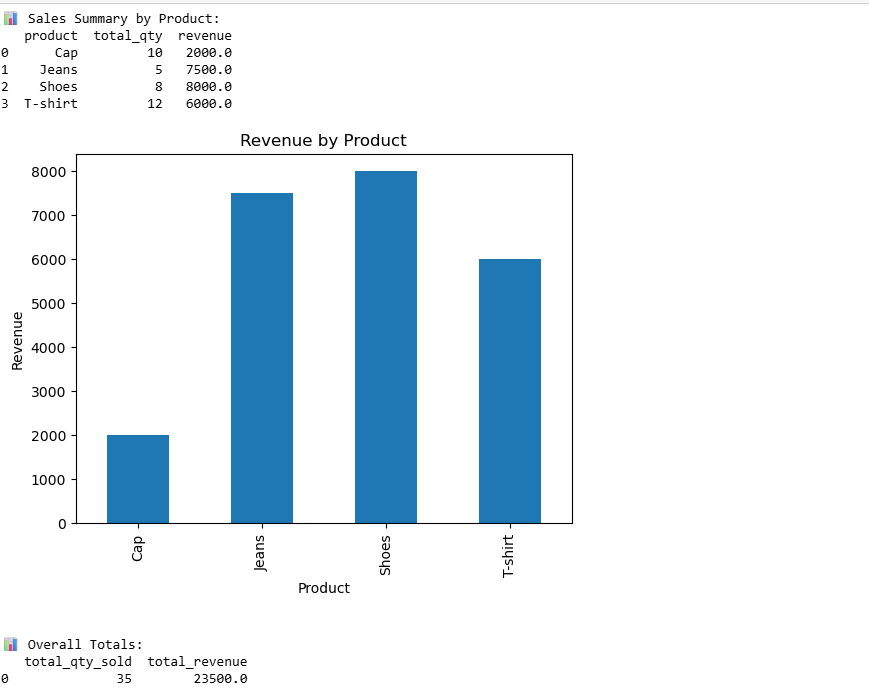 📊 Sales Summary by Product:
product total_qty revenue
0 Cap 10 2000.0
1 Jeans 5 7500.0
2 Shoes 8 8000.0
3 T-shirt 12 6000.0
Revenue by Product
8000
7000
6000
5000
4000
3000
2000
1000
0
Revenue
Cap
Jeans
Shoes
T-shirt
Product
📊 Overall Totals:
total_qty_sold total_revenue
0 35 23500.0